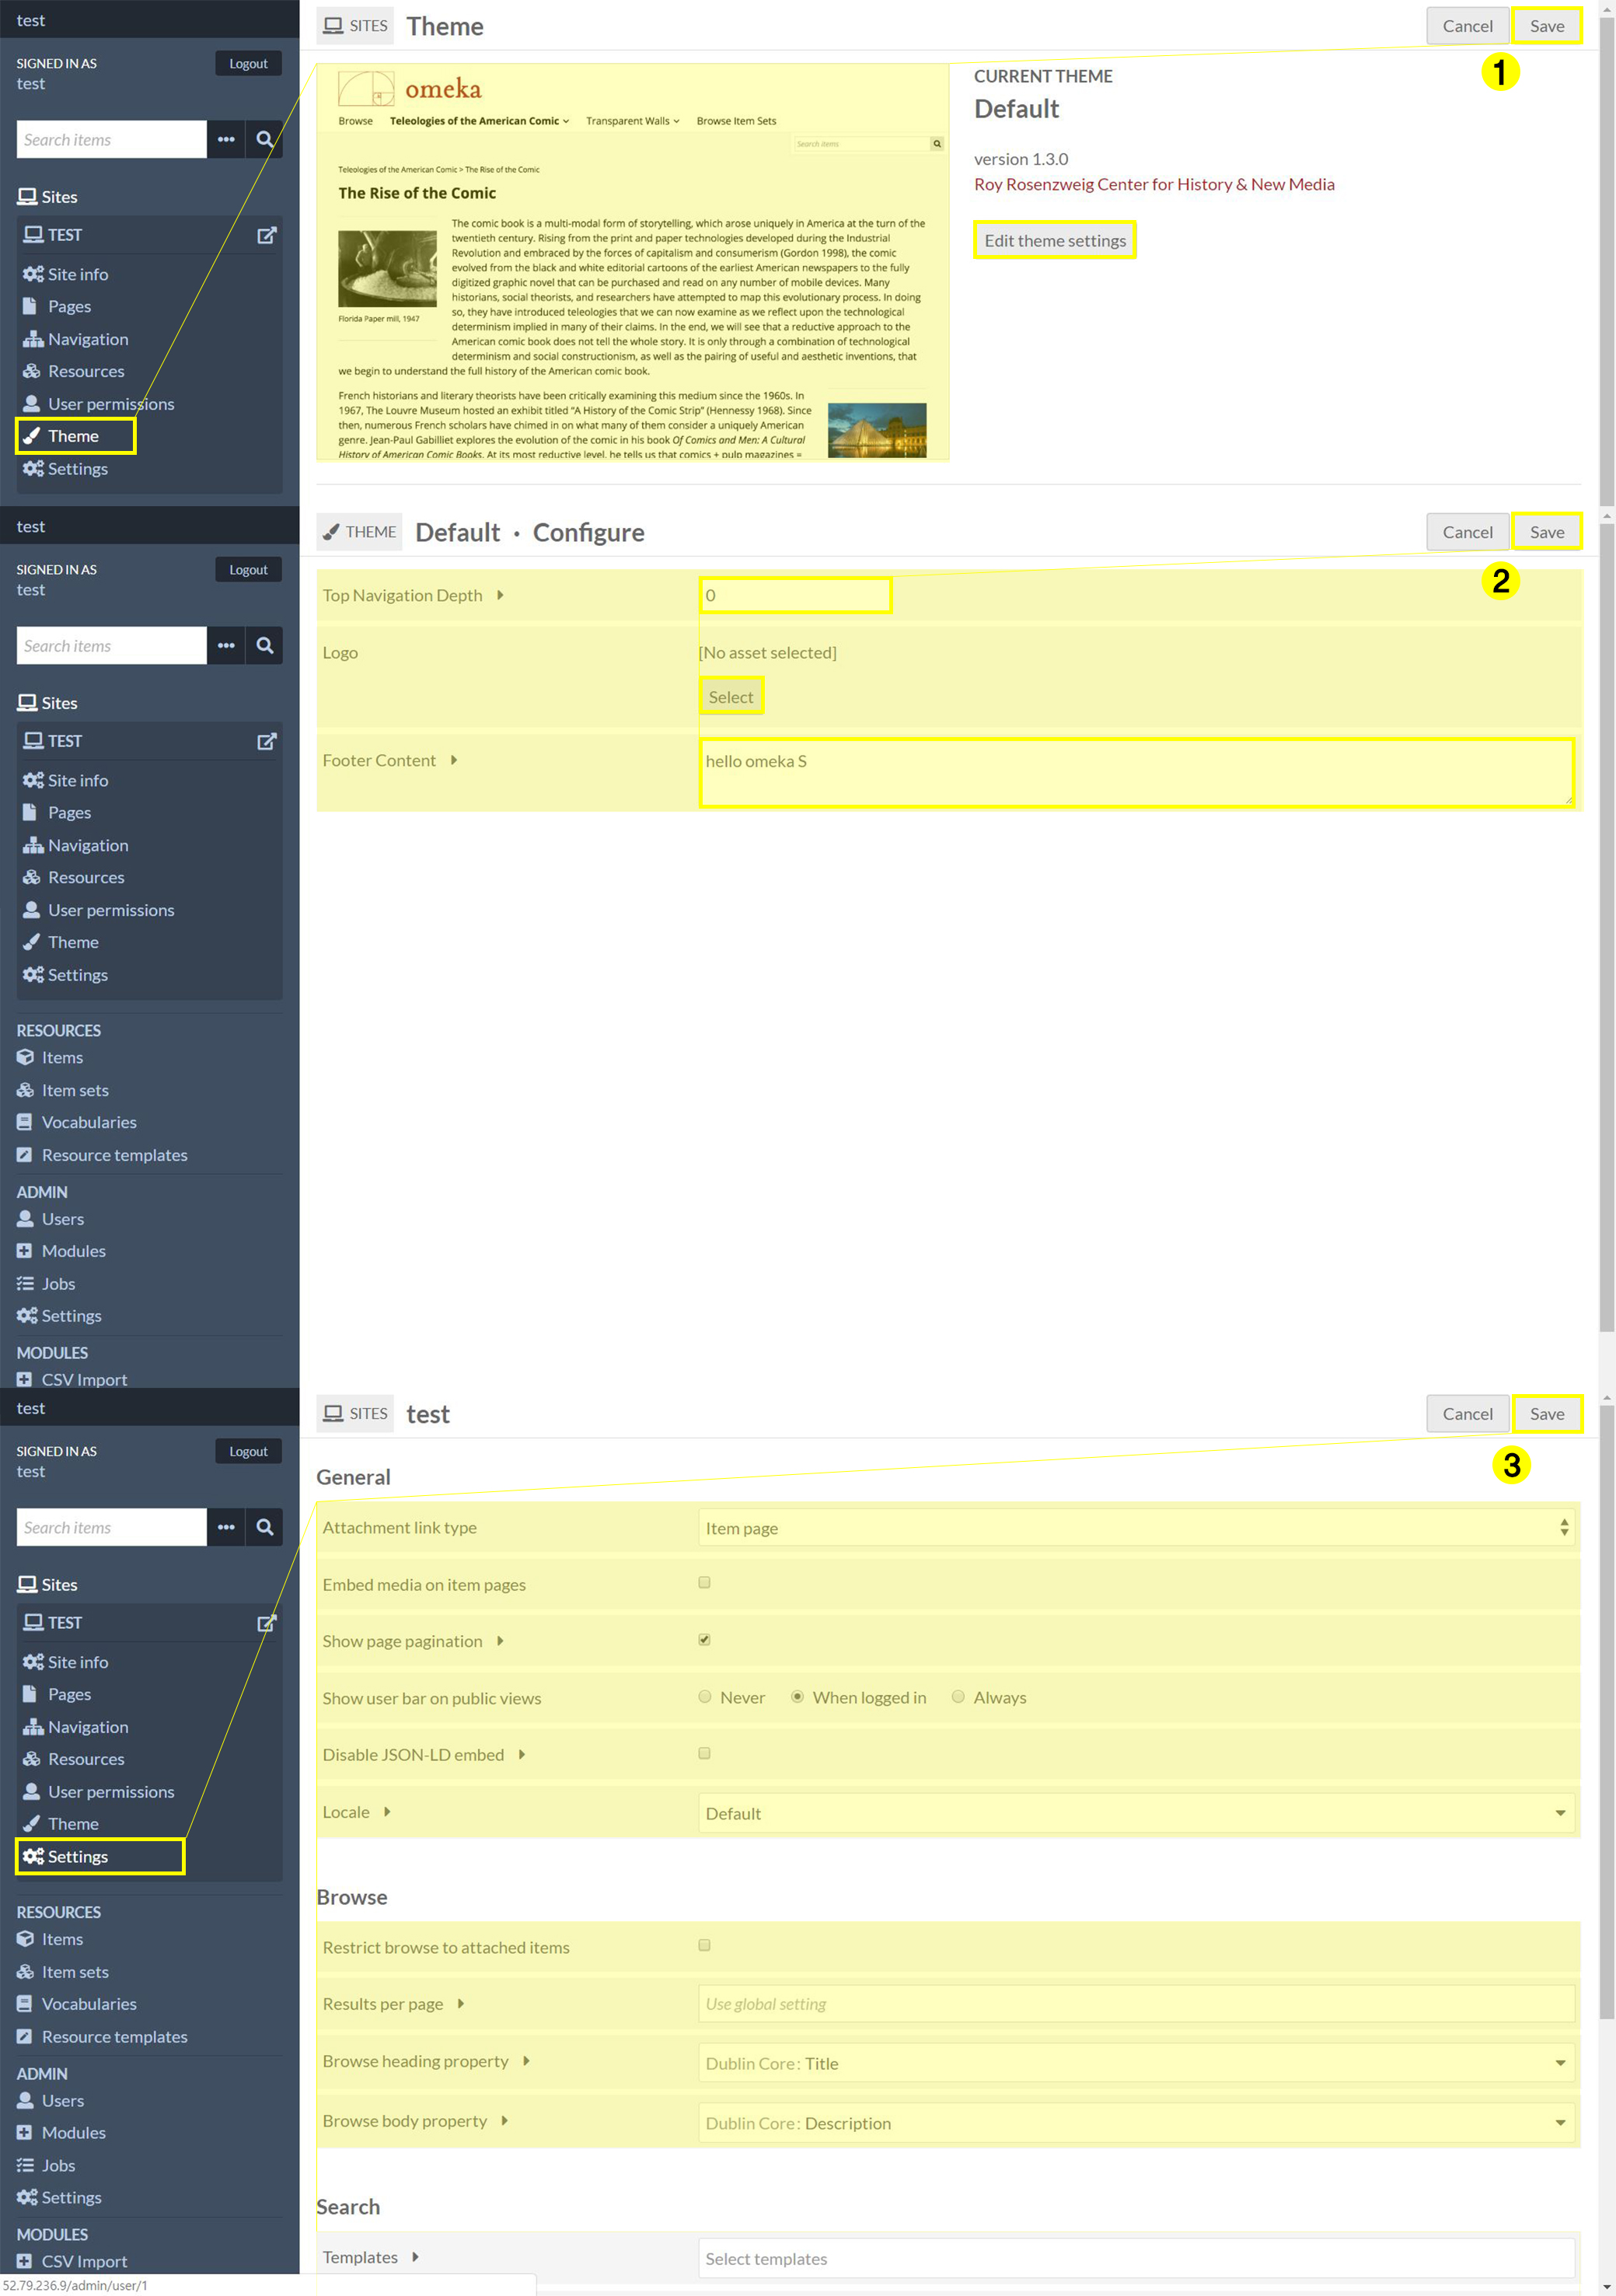 test
SIGNED IN AS
Logout
test
Search items
Sites
TEST
Site info
Pages
Navigation
Resources
User permissions
Theme
Settings
SITES Theme
Cancel Save
1
omeka
Browse Teleologies of the American Comic Transparent Walls Browse Item Sets
Search items
Teleologies of the American Comic > The Rise of the Comic
The Rise of the Comic
The comic book is a multi-modal form of storytelling, which arose uniquely in America at the turn of the
twentieth century. Rising from the print and paper technologies developed during the Industrial
Revolution and embraced by the forces of capitalism and consumerism (Gordon 1998), the comic
evolved from the black and white editorial cartoons of the earliest American newspapers to the fully
digitized graphic novel that can be purchased and read on any number of mobile devices. Many
historians, social theorists, and researchers have attempted to map this evolutionary process. In doing
so, they have introduced teleologies that we can now examine as we reflect upon the technological
determinism implied in many of their claims. In the end, we will see that a reductive approach to the
American comic book does not tell the whole story. It is only through a combination of technological
determinism and social constructionism, as well as the pairing of useful and aesthetic inventions, that
we begin to understand the full history of the American comic book.
Florida Paper mill, 1947
French historians and literary theorists have been critically examining this medium since the 1960s. In
1967, The Louvre Museum hosted an exhibit titled “A History of the Comic Strip” (Hennessy 1968). Since
then, numerous French scholars have chimed in on what many of them consider a uniquely American
genre. Jean-Paul Gabilliet explores the evolution of the comic in his book Of Comics and Men: A Cultural
History of American Comic Books. At its most reductive level, he tells us that comics + pulp magazines =
CURRENT THEME
Default
version 1.3.0
Roy Rosenzweig Center for History & New Media
Edit theme settings
test
SIGNED IN AS
Logout
test
Search items
Sites
TEST
Site info
Pages
Navigation
Resources
User permissions
Theme
Settings
RESOURCES
Items
Item sets
Vocabularies
Resource templates
ADMIN
Users
Modules
Jobs
Settings
MODULES
CSV Import
THEME Default · Configure
Cancel Save
2
Top Navigation Depth 0
Logo [No asset selected]
Select
Footer Content hello omeka S
test
SIGNED IN AS
Logout
test
Search items
Sites
TEST
Site info
Pages
Navigation
Resources
User permissions
Theme
Settings
RESOURCES
Items
Item sets
Vocabularies
Resource templates
ADMIN
Users
Modules
Jobs
Settings
MODULES
CSV Import
52.79.236.9/admin/user/1
SITES test
Cancel Save
3
General
Attachment link type Item page
Embed media on item pages
Show page pagination
Show user bar on public views Never When logged in Always
Disable JSON-LD embed
Locale Default
Browse
Restrict browse to attached items
Results per page Use global setting
Browse heading property Dublin Core: Title
Browse body property Dublin Core: Description
Search
Templates Select templates